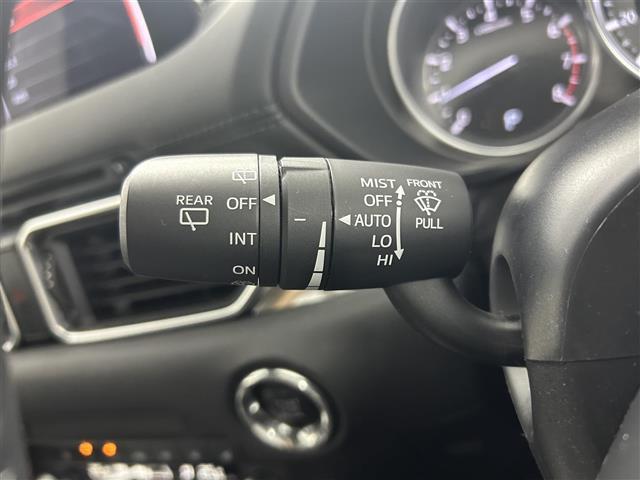 REAR
OFF
INT
ON
MIST
FRONT
OFF
AUTO
PULL
LO
HI
P